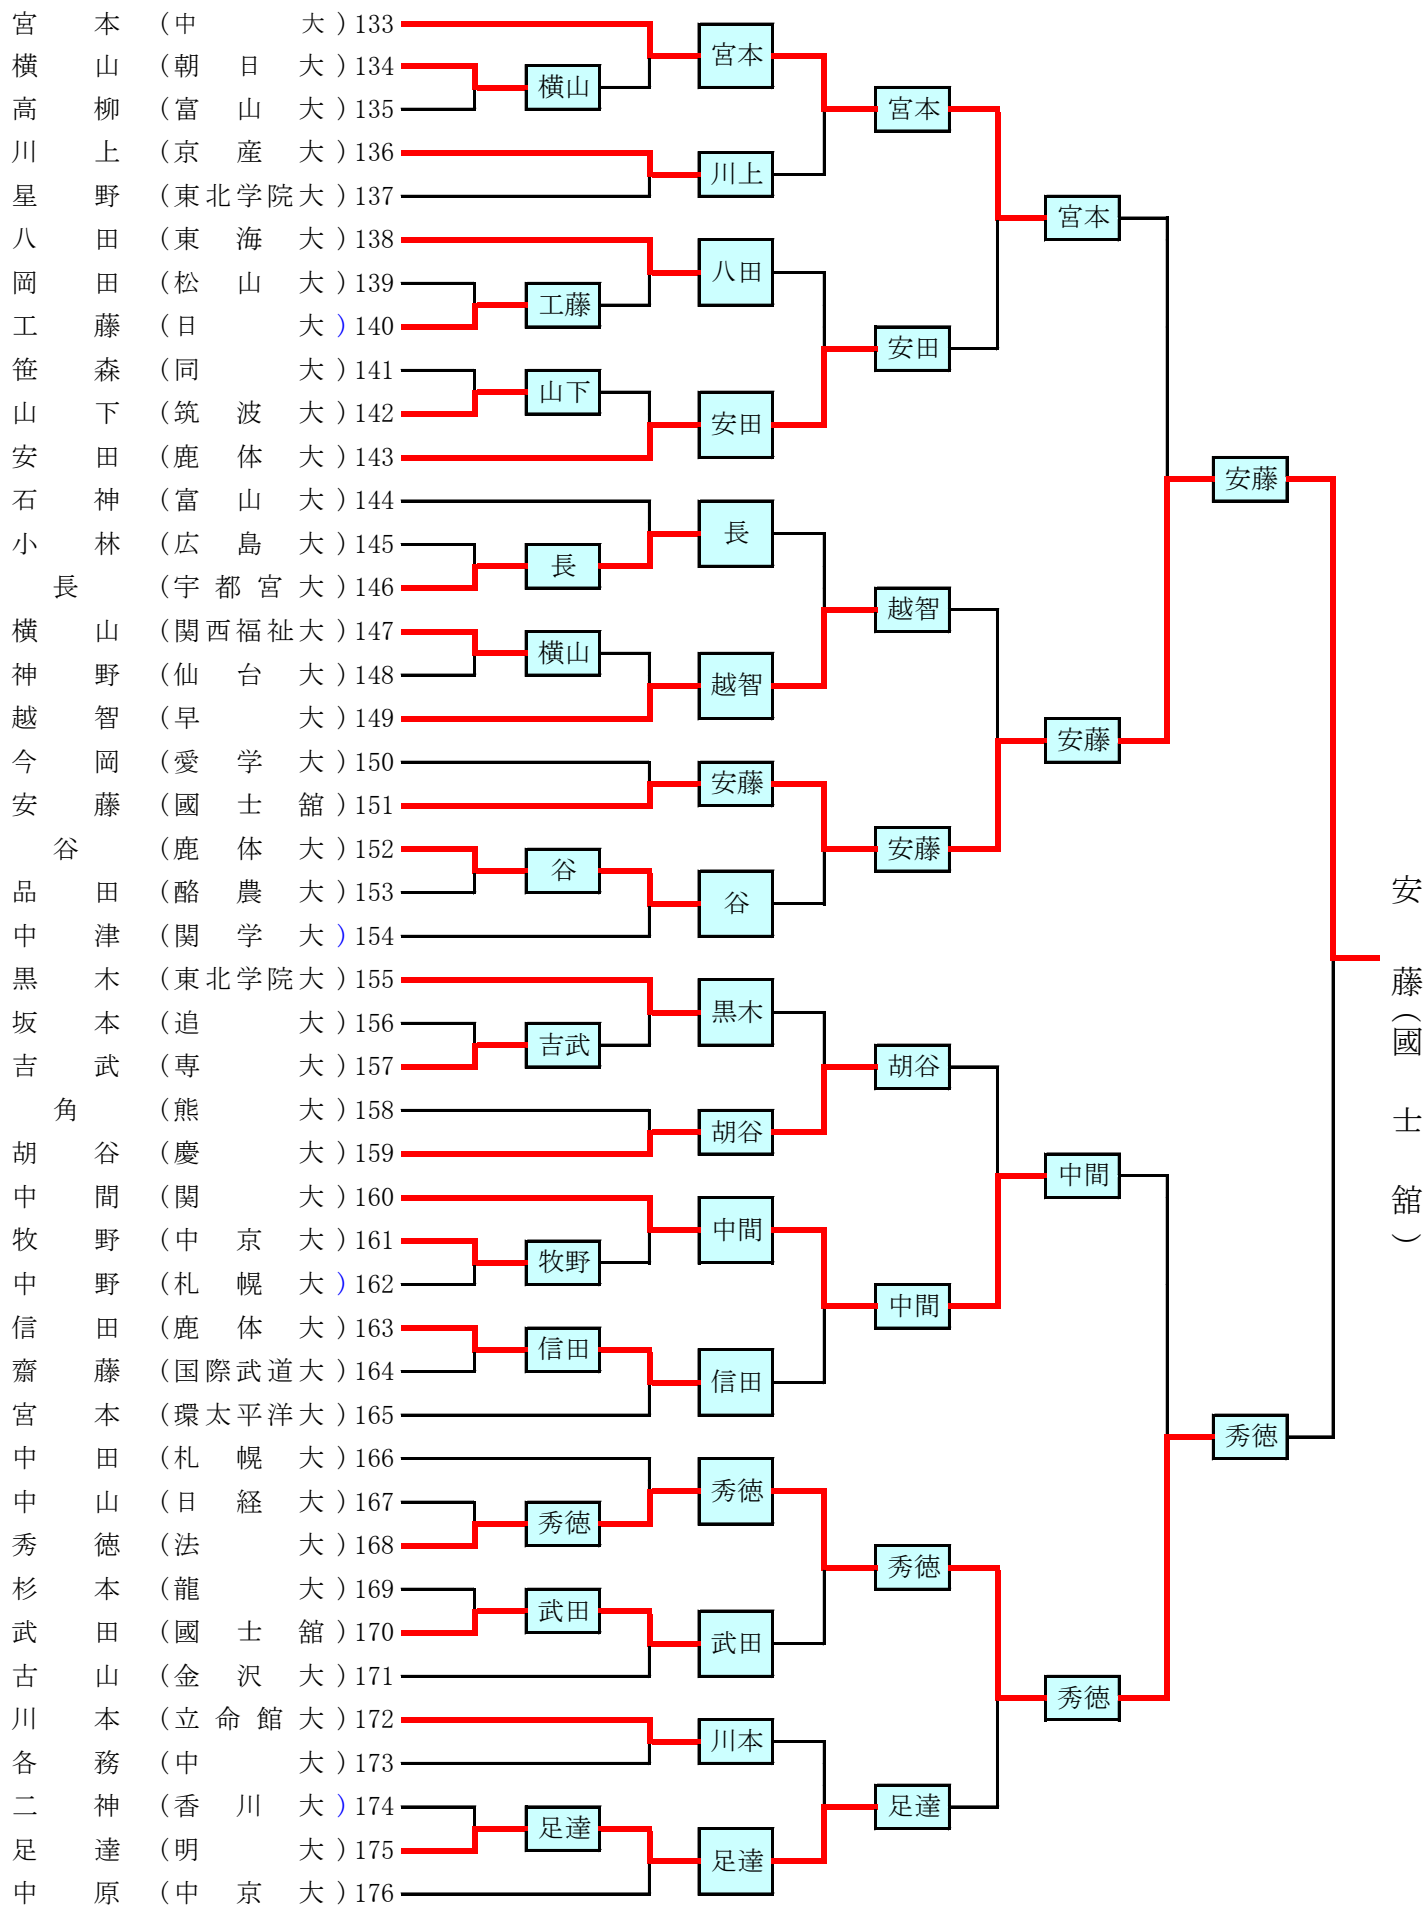 宮本(中大)133
横山(朝日大)134
高柳(富山大)135
川上(京産大)136
星野(東北学院大)137
八田(東海大)138
岡田(松山大)139
工藤(日大)140
笹森(同大)141
山下(筑波大)142
安田(鹿体大)143
石神(富山大)144
小林(広島大)145
長(宇都宮大)146
横山(関西福祉大)147
神野(仙台大)148
越智(早大)149
今岡(愛学大)150
安藤(國士舘)151
谷(鹿体大)152
品田(酪農大)153
中津(関学大)154
黒木(東北学院大)155
坂本(追大)156
吉武(専大)157
角(熊大)158
胡谷(慶大)159
中間(関大)160
牧野(中京大)161
中野(札幌大)162
信田(鹿体大)163
齋藤(国際武道大)164
宮本(環太平洋大)165
中田(札幌大)166
中山(日経大)167
秀徳(法大)168
杉本(龍大)169
武田(國士舘)170
古山(金沢大)171
川本(立命館大)172
各務(中大)173
二神(香川大)174
足達(明大)175
中原(中京大)176
横山
工藤
山下
長
横山
谷
吉武
牧野
信田
秀徳
武田
足達
宮本
川上
八田
安田
長
越智
安藤
谷
黒木
胡谷
中間
信田
秀徳
武田
川本
足達
宮本
安田
越智
安藤
胡谷
中間
秀徳
足達
宮本
安藤
中間
秀徳
安藤
秀徳
安藤(國士舘)